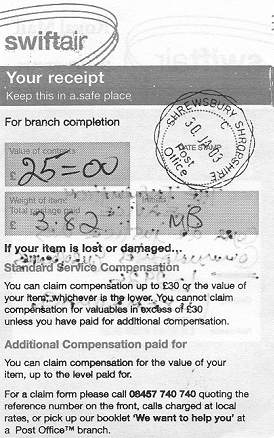 swiftair
Your receipt
Keep this in a safe place
For branch completion
SHREWSBURY SHROPSHIRE
DATE STAMP
Post Office
Value of contents
£ 25=00
Weight of item
Total postage paid
£ 3.82
MB
If your item is lost or damaged...
Standard Service Compensation
You can claim compensation up to £30 or the value of
your item, whichever is the lower. You cannot claim
compensation for valuables in excess of £30
unless you have paid for additional compensation.
Additional Compensation paid for
You can claim compensation for the value of your
item, up to the level paid for.
For a claim form please call 08457 740 740 quoting the
reference number on the front, calls charged at local
rates, or pick up our booklet 'We want to help you' at
a Post Office™ branch.